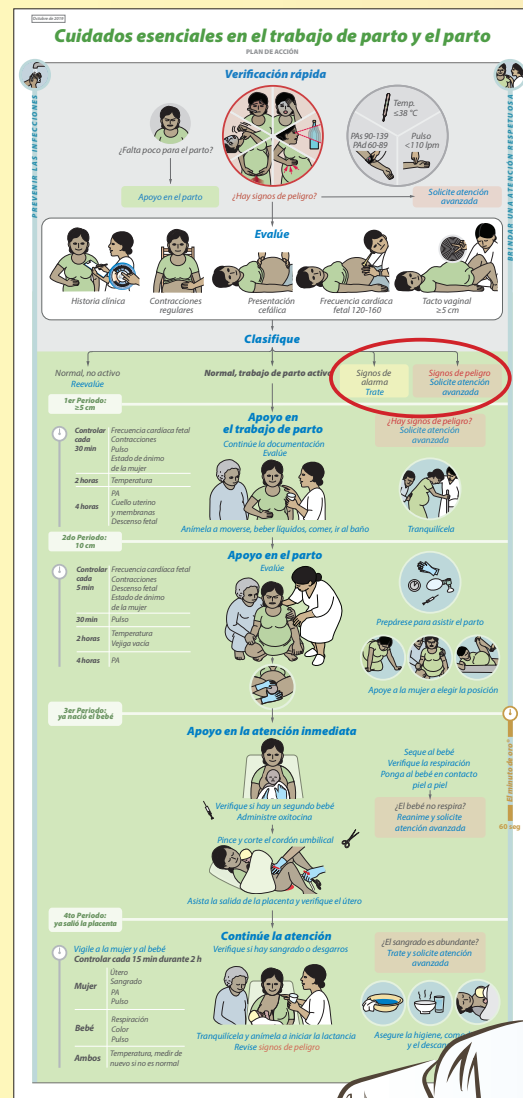 Octubre de 2019
Cuidados esenciales en el trabajo de parto y el parto
PLAN DE ACCIÓN
PREVENIR LAS INFECCIONES
BRINDAR UNA ATENCIÓN RESPETUOSA
Verificación rápida
¿Falta poco para el parto?
Temp.
≤38 °C
PAs 90-139
PAd 60-89
Pulso
<110 lpm
Apoyo en el parto
¿Hay signos de peligro?
Solicite atención
avanzada
Evalúe
Historia clínica
Contracciones
regulares
Presentación
cefálica
Frecuencia cardíaca
fetal 120-160
Tacto vaginal
≥5 cm
Clasifique
Normal, no activo
Reevalúe
Normal, trabajo de parto activo
Signos de
alarma
Trate
Signos de peligro
Solicite atención
avanzada
1er Periodo:
≥5 cm
Controlar
cada
30 min
Frecuencia cardíaca fetal
Contracciones
Pulso
Estado de ánimo
de la mujer
2 horas
Temperatura
4 horas
PA
Cuello uterino
y membranas
Descenso fetal
Apoyo en
el trabajo de parto
Continúe la documentación
Evalúe
Anímela a moverse, beber líquidos, comer, ir al baño
¿Hay signos de peligro?
Solicite atención
avanzada
Tranquilícela
2do Periodo:
10 cm
Controlar
cada
5 min
Frecuencia cardíaca fetal
Contracciones
Descenso fetal
Estado de ánimo
de la mujer
30 min
Pulso
2 horas
Temperatura
Vejiga vacía
4 horas
PA
Apoyo en el parto
Evalúe
Prepárese para asistir el parto
Apoye a la mujer a elegir la posición
3er Periodo:
ya nació el bebé
Apoyo en la atención inmediata
Verifique si hay un segundo bebé
Administre oxitocina
Pince y corte el cordón umbilical
Asista la salida de la placenta y verifique el útero
Seque al bebé
Verifique la respiración
Ponga al bebé en contacto
piel a piel
¿El bebé no respira?
Reanime y solicite
atención avanzada
El minuto de oro®
60 seg
4to Periodo:
ya salió la placenta
Vigile a la mujer y al bebé
Controlar cada 15 min durante 2 h
Mujer
Útero
Sangrado
PA
Pulso
Bebé
Respiración
Color
Pulso
Ambos
Temperatura, medir de
nuevo si no es normal
Continúe la atención
Verifique si hay sangrado o desgarros
Tranquilícela y anímela a iniciar la lactancia
Revise signos de peligro
¿El sangrado es abundante?
Trate y solicite atención
avanzada
Asegure la higiene,
y el